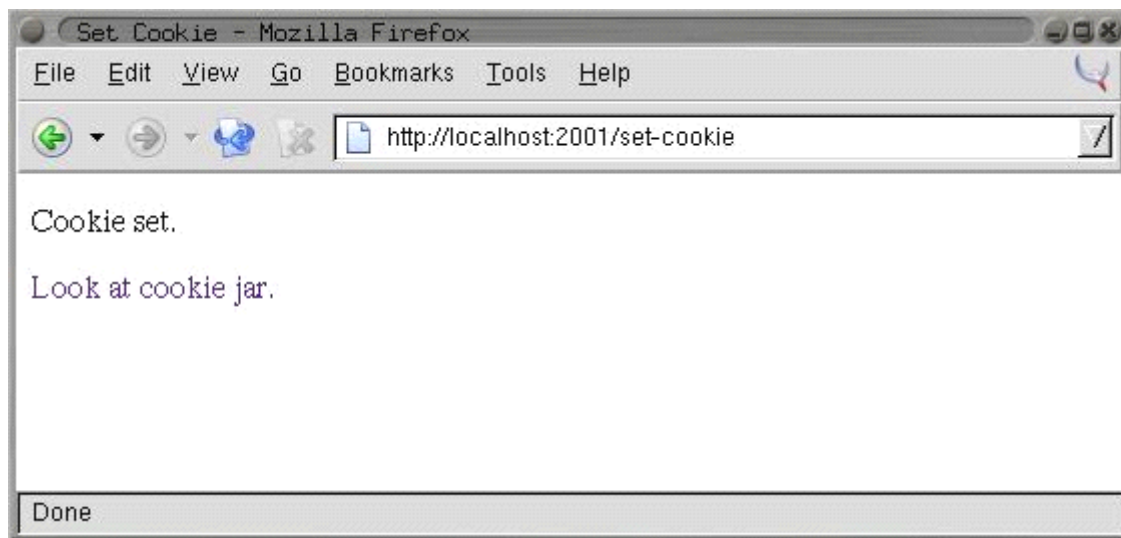 Set Cookie - Mozilla Firefox
File Edit View Go Bookmarks Tools Help
http://localhost:2001/set-cookie
Cookie set.
Look at cookie jar.
Done